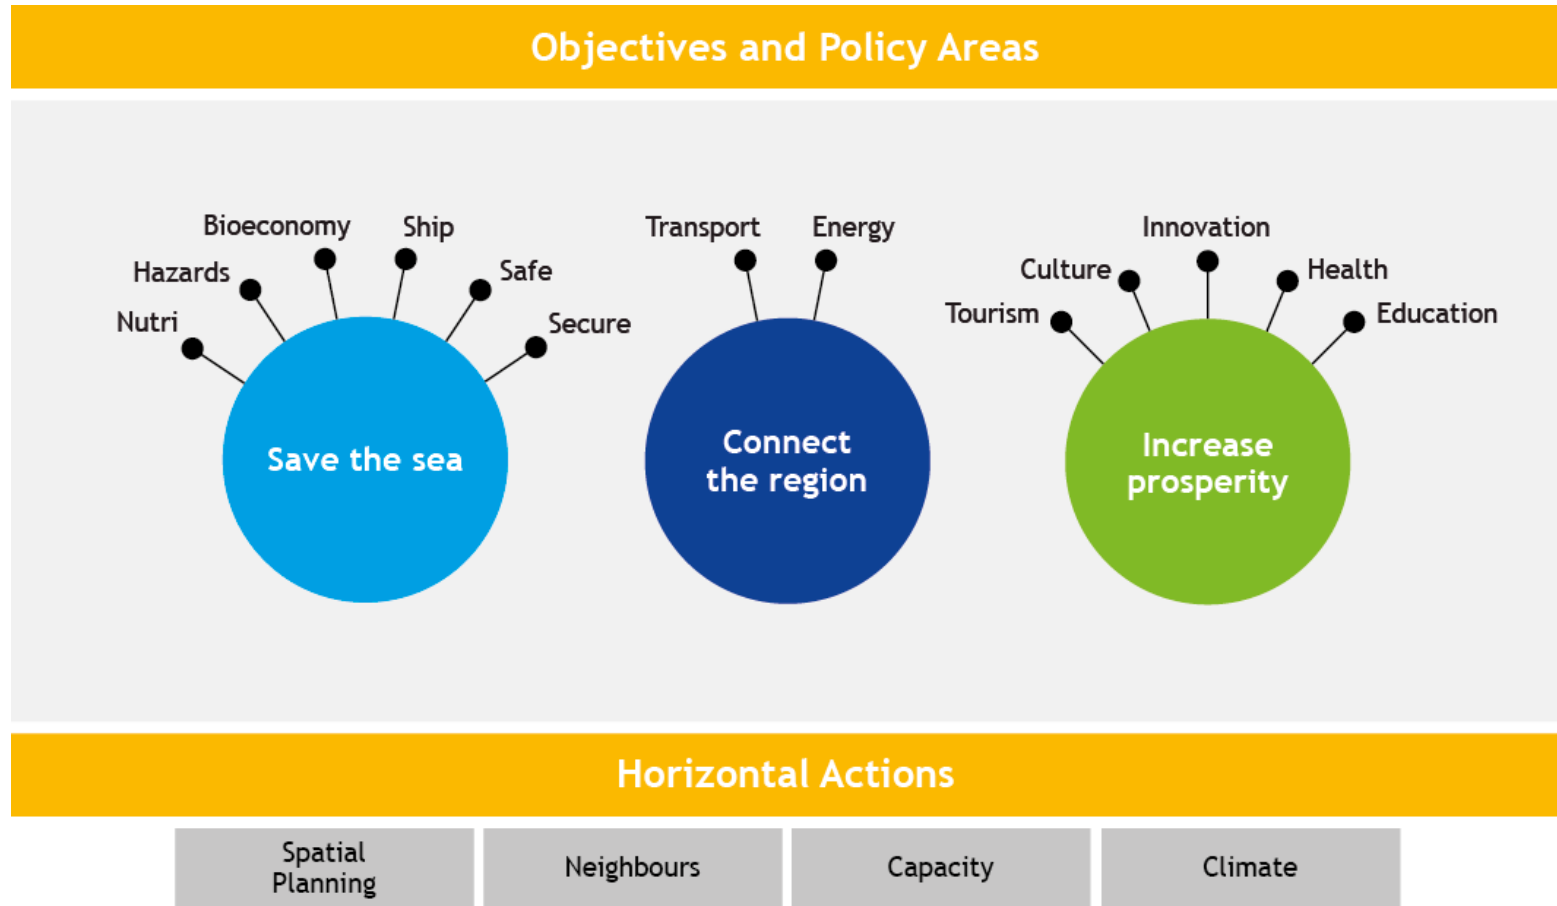 Objectives and Policy Areas
Bioeconomy
Ship
Hazards
Safe
Nutri
Secure
Save the sea
Transport
Energy
Connect
the region
Innovation
Culture
Health
Tourism
Education
Increase
prosperity
Horizontal Actions
Spatial
Planning
Neighbours
Capacity
Climate